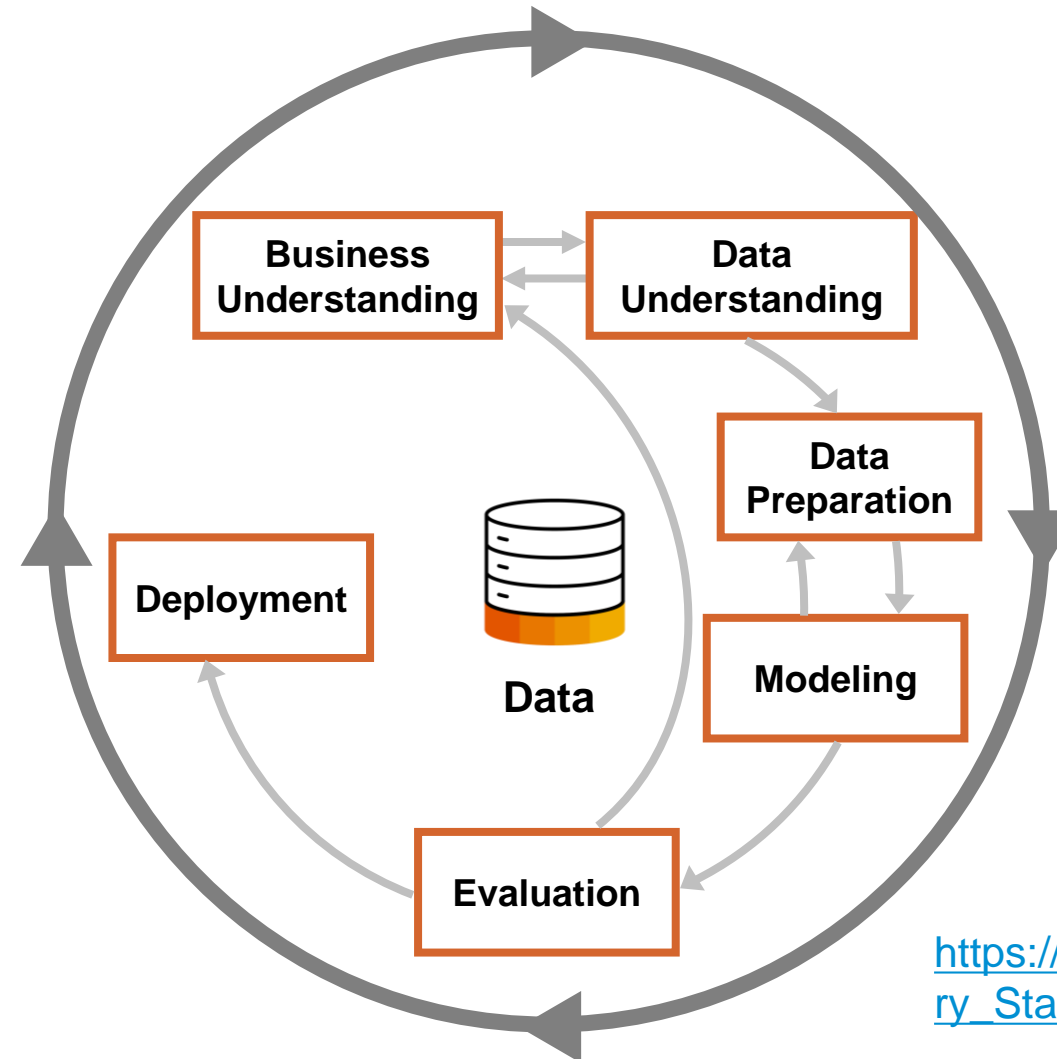 Business
Understanding
Data
Understanding
Data
Preparation
Deployment
Data
Modeling
Evaluation
https:/
ry_Sta